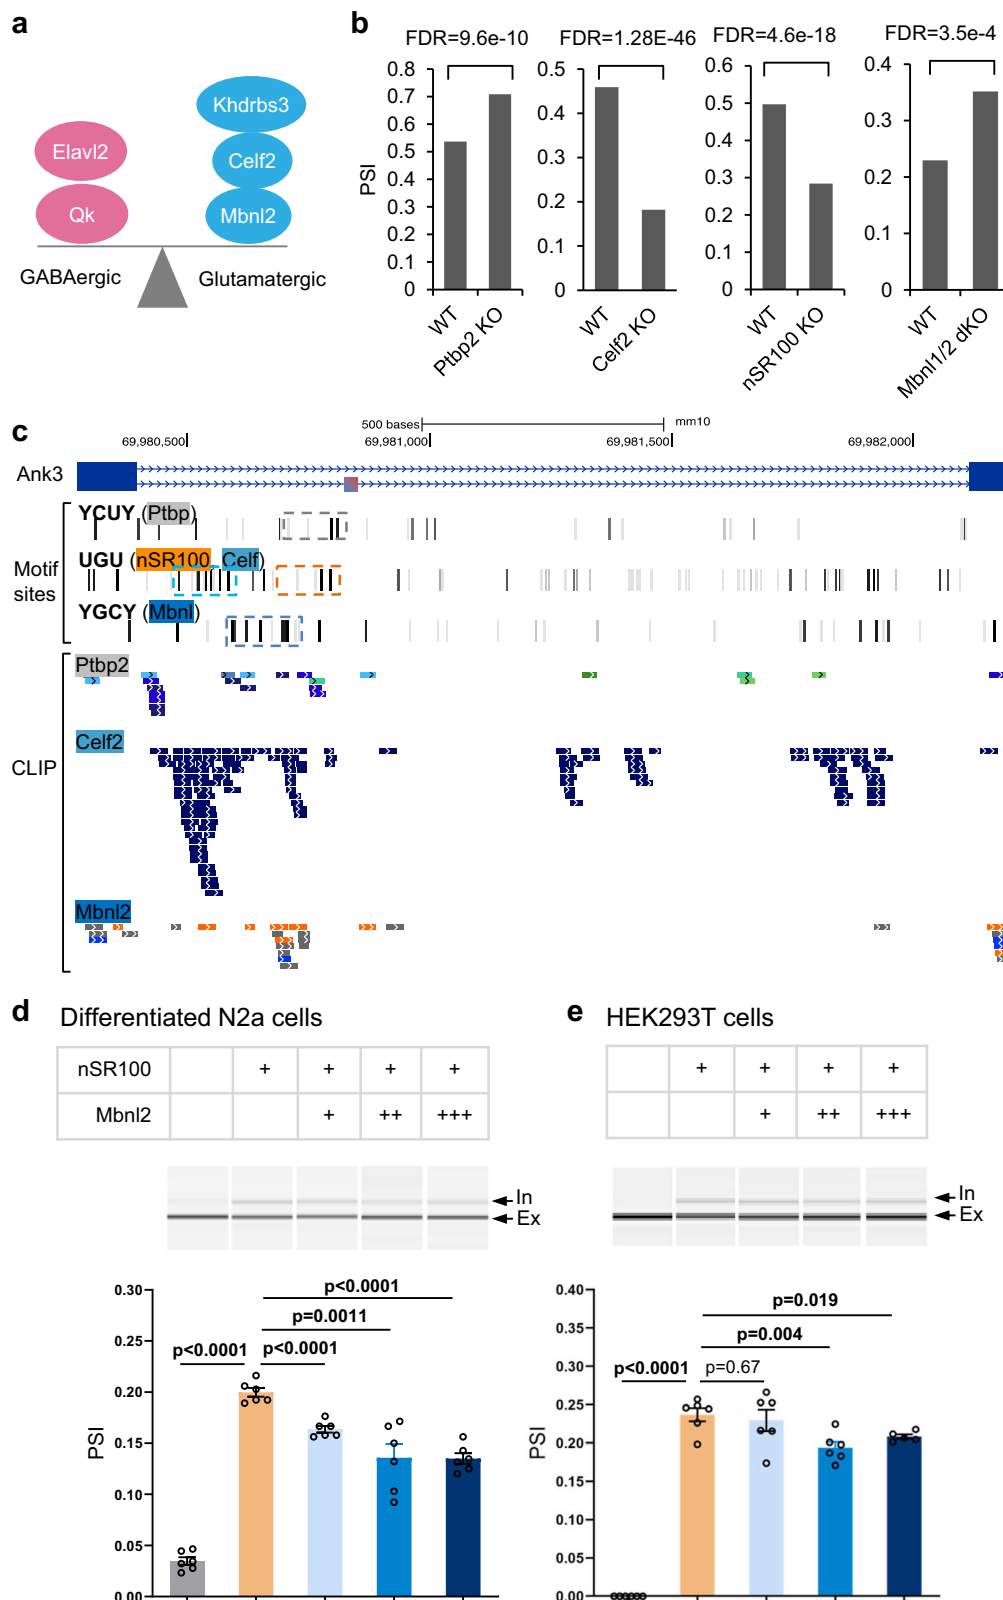 a
Khdrbs3
Elavl2
Celf2
Qk
Mbnl2
GABAergic
Glutamatergic
b
FDR=9.6e-10
FDR=1.28E-46
FDR=4.6e-18
FDR=3.5e-4
PSI
0.8
0.7
0.6
0.5
0.4
0.3
0.2
0.1
0
WT
Ptbp2 KO
0.5
0.4
0.3
0.2
0.1
0
WT
Celf2 KO
0.6
0.5
0.4
0.3
0.2
0.1
0
WT
nSR100 KO
0.4
0.3
0.2
0.1
0
WT
Mbnl1/2 dKO
c
500 bases
mm10
69,980,500
69,981,000
69,981,500
69,982,000
Ank3
Motif
sites
YCUY (Ptbp)
UGU (nSR100 Celf)
YGCY (Mbnl)
CLIP
Ptbp2
Celf2
Mbnl2
d Differentiated N2a cells
nSR100 + + + +
Mbnl2 + ++ +++
In
Ex
PSI
0.30
0.25
0.20
0.15
0.10
0.05
0.00
p<0.0001
p=0.0011
p<0.0001 p<0.0001
e HEK293T cells
+ + + +
+ ++ +++
In
Ex
PSI
0.40
0.35
0.30
0.25
0.20
0.15
0.10
0.05
0.00
p=0.019
p=0.004
p<0.0001 p=0.67